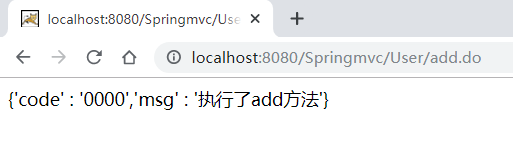 localhost:8080/Springmvc/Use
localhost:8080/Springmvc/User/add.do
{'code' : '0000','msg' : '执行了add方法'}